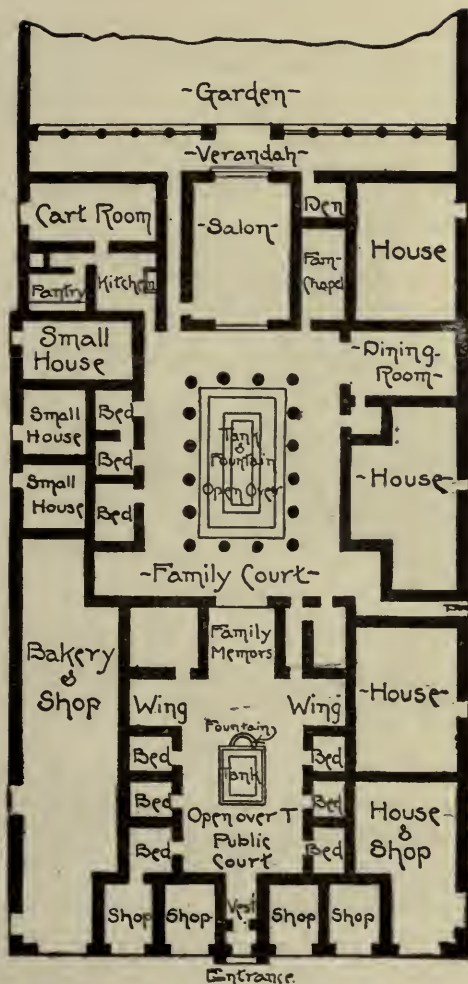 -Garden-
-Verandah-
Cart Room
-Salon-
Den
House
Pantry
Kitchen
Fam-
Chapel
Small
House
-Dining-
Room-
Small
House
Bed
Bed
Tank
&
Fountain
Open Over
-House-
Small
House
Bed
-Family Court-
Bakery
&
Shop
Family
Memors
Wing
Wing
-House-
Fountain
Bed
Tank
Bed
Bed
Bed
Open over T
Public
Court
House
&
Shop
Bed
Bed
Shop
Shop
Vest
Shop
Shop
Entrance